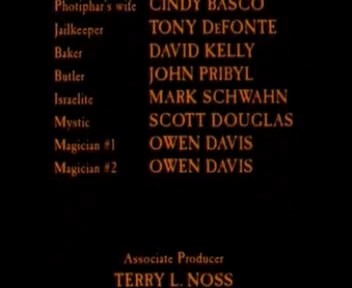 Photiphar's wife CINDY BASCO
Jailkeeper TONY DeFONTE
Baker DAVID KELLY
Butler JOHN PRIBYL
Israelite MARK SCHWAHN
Mystic SCOTT DOUGLAS
Magician #1 OWEN DAVIS
Magician #2 OWEN DAVIS
Associate Producer
TERRY L. NOSS